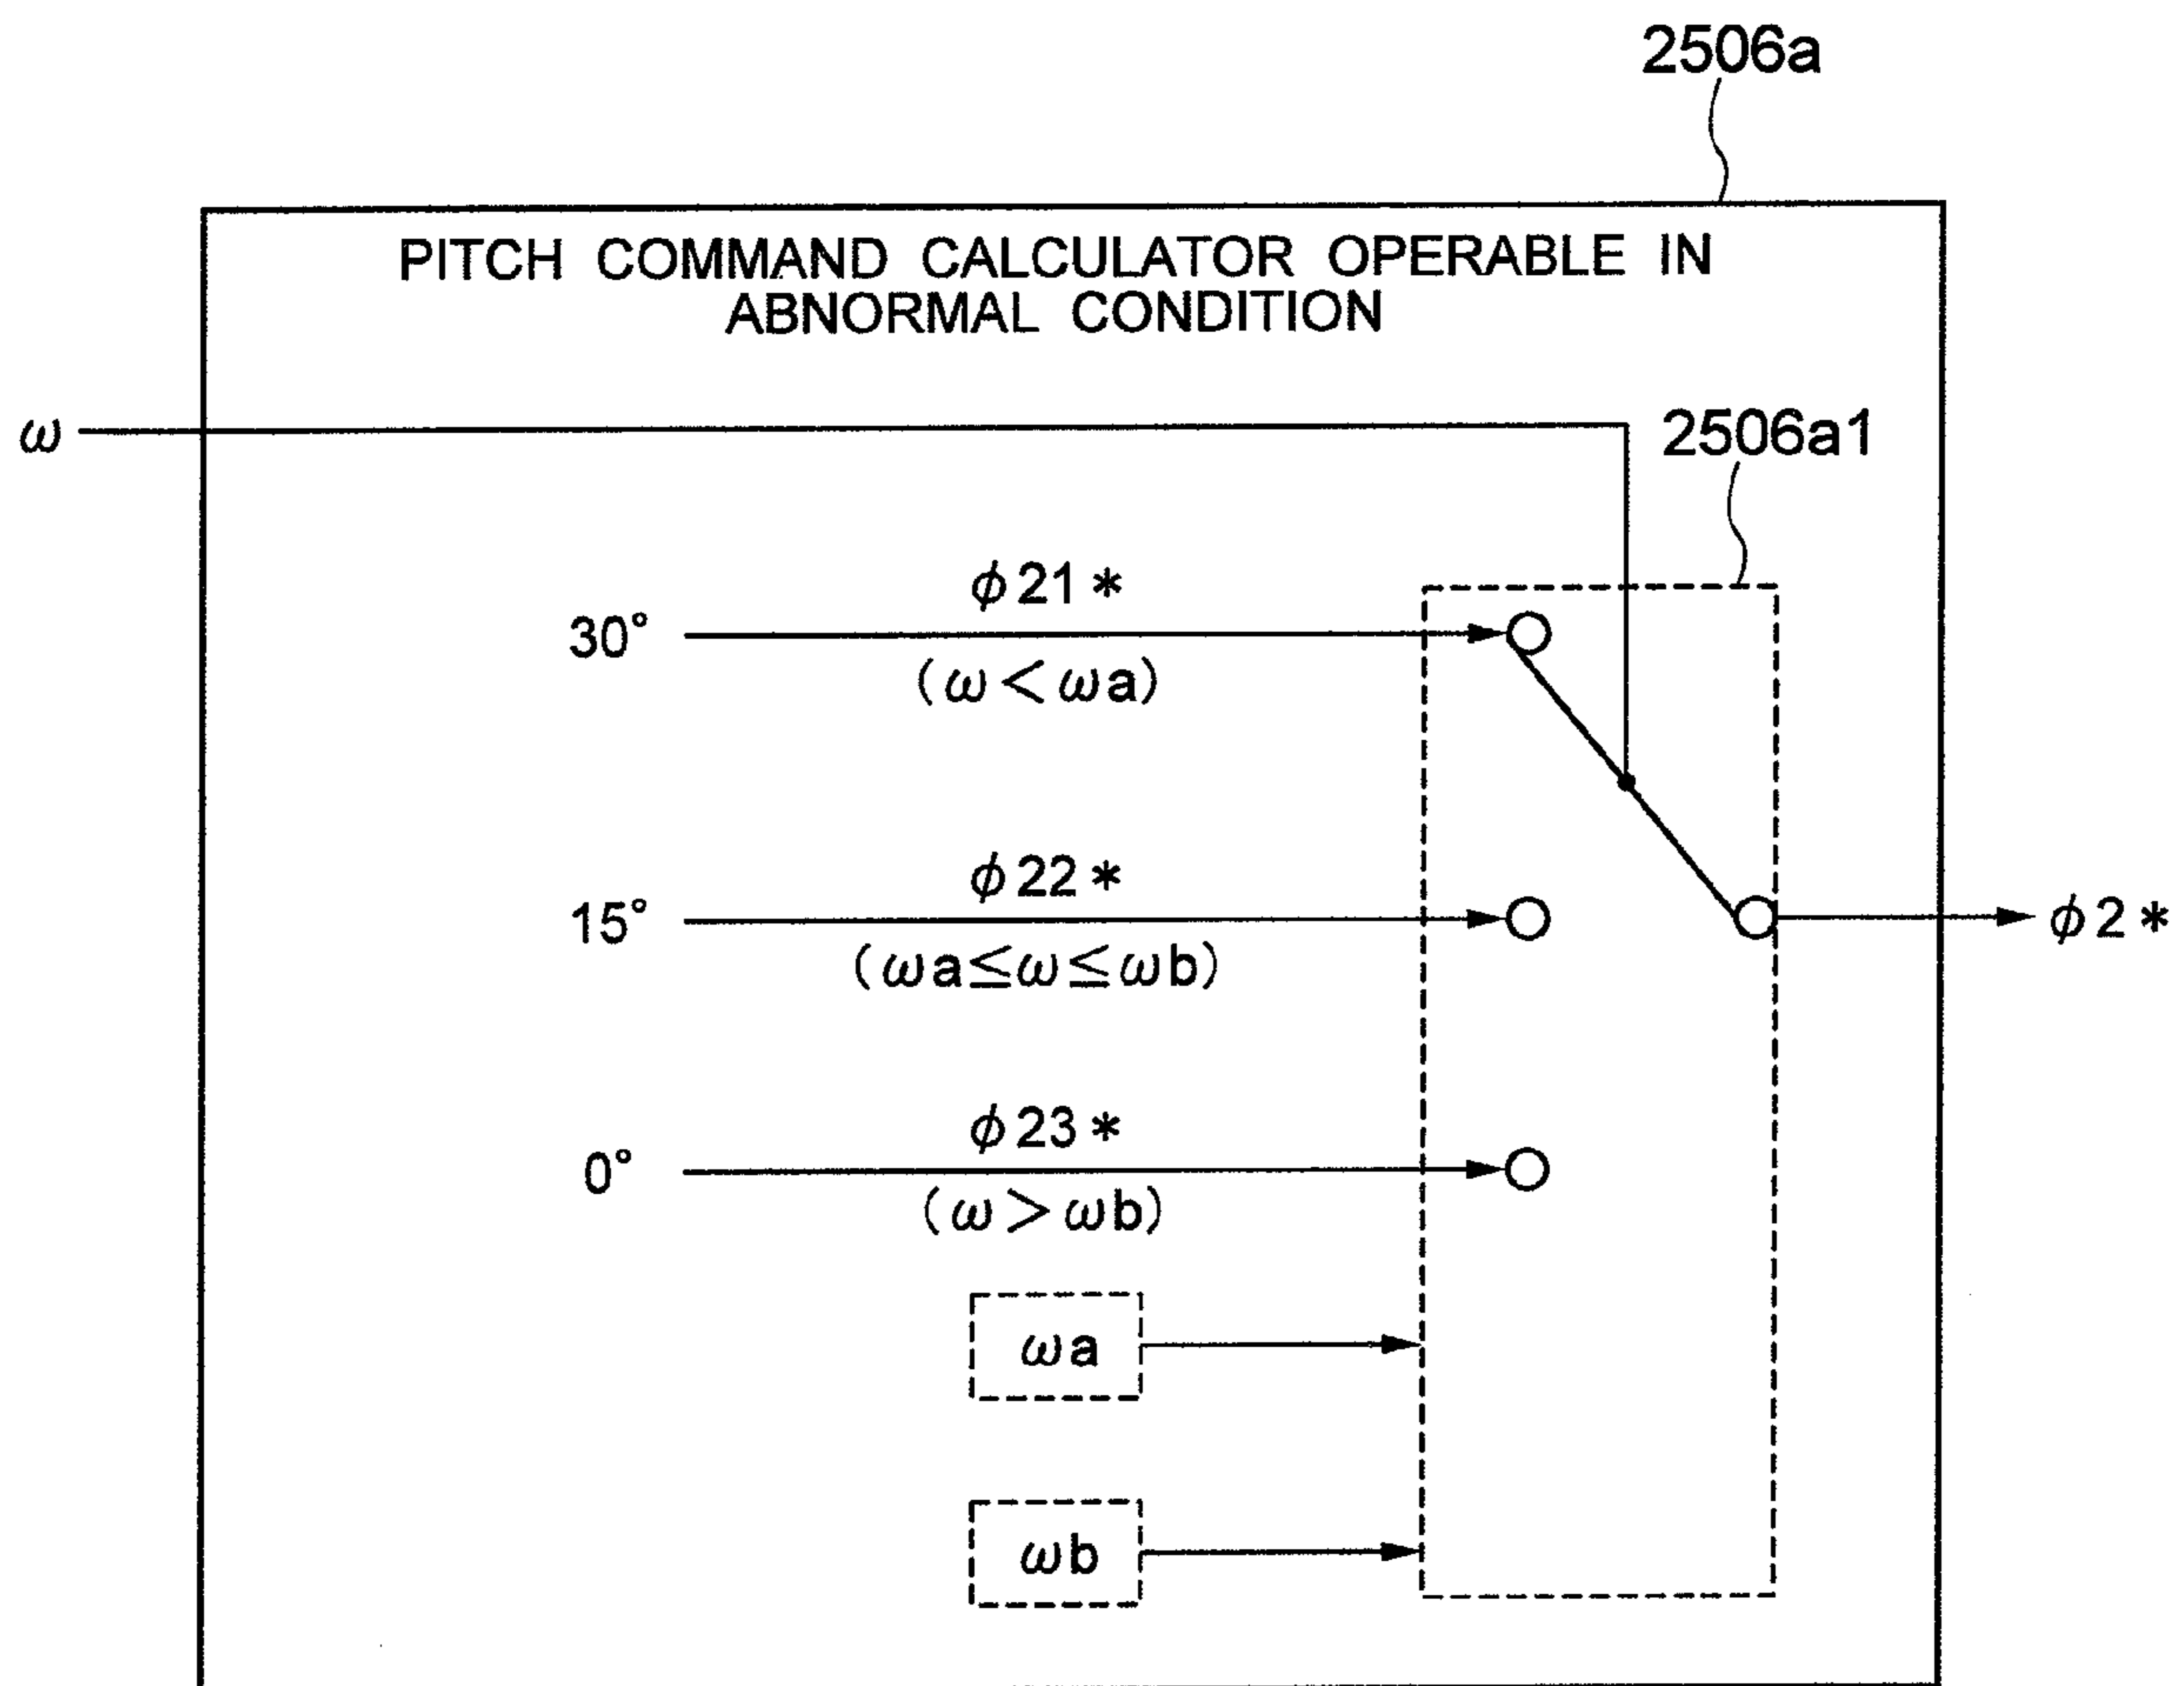 2506a
PITCH COMMAND CALCULATOR OPERABLE IN
ABNORMAL CONDITION
ω
2506a1
ϕ21*
30°
(ω<ωa)
ϕ22*
15°
ϕ2*
(ωa≦ω≦ωb)
ϕ23*
0°
(ω>ωb)
ωa
ωb